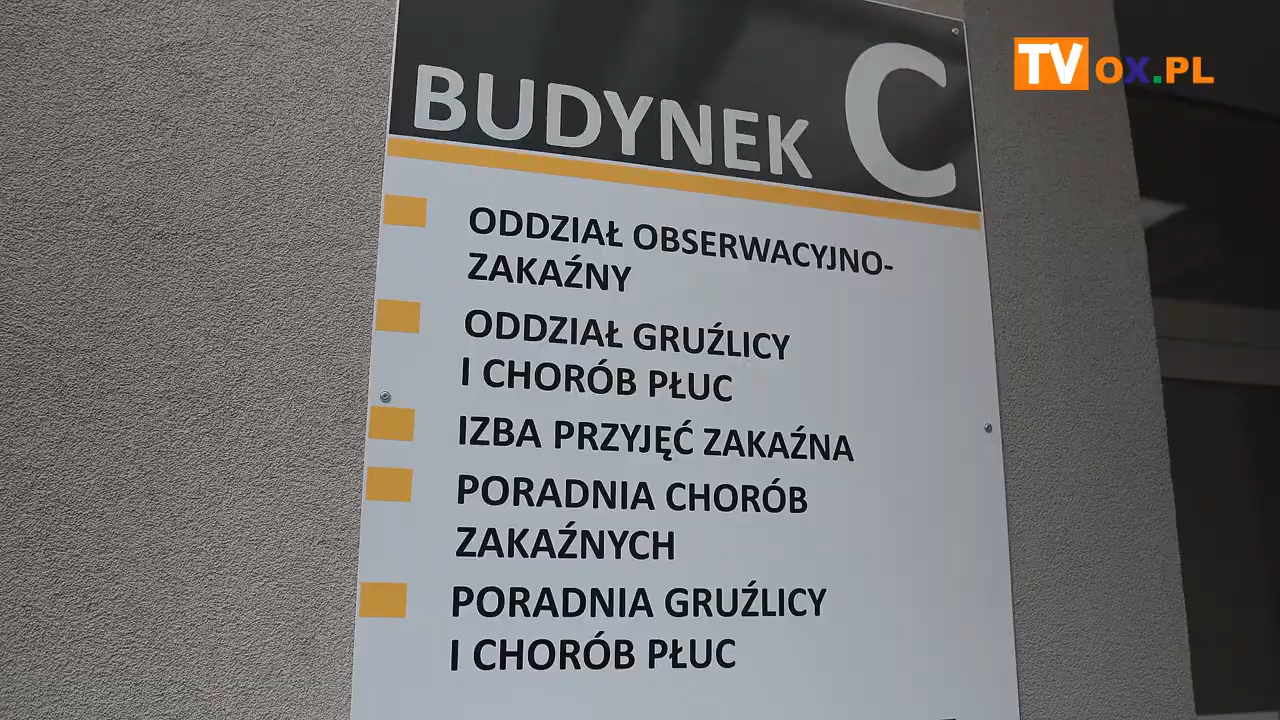 TVOX.PL
BUDYNEK C
ODDZIAŁ OBSERWACYJNO-
ZAKAŹNY
ODDZIAŁ GRUŹLICY
I CHORÓB PŁUC
IZBA PRZYJĘĆ ZAKAŹNA
PORADNIA CHORÓB
ZAKAŹNYCH
PORADNIA GRUŹLICY
I CHORÓB PŁUC